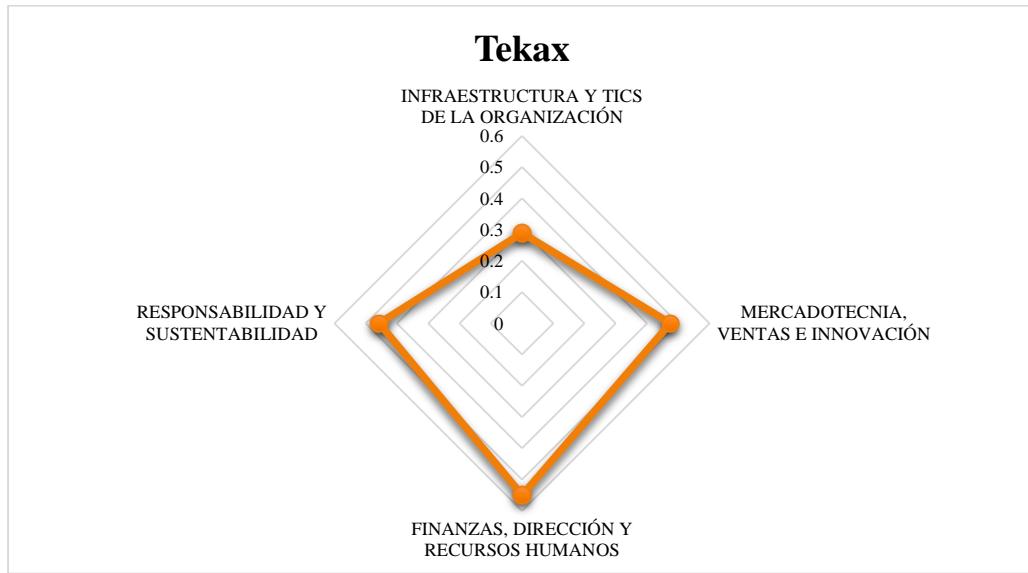 Tekax
INFRAESTRUCTURA Y TICS
DE LA ORGANIZACIÓN
0.6
0.5
0.4
0.3
0.2
0.1
0
RESPONSABILIDAD Y
SUSTENTABILIDAD
MERCADOTECNIA,
VENTAS E INNOVACIÓN
FINANZAS, DIRECCIÓN Y
RECURSOS HUMANOS